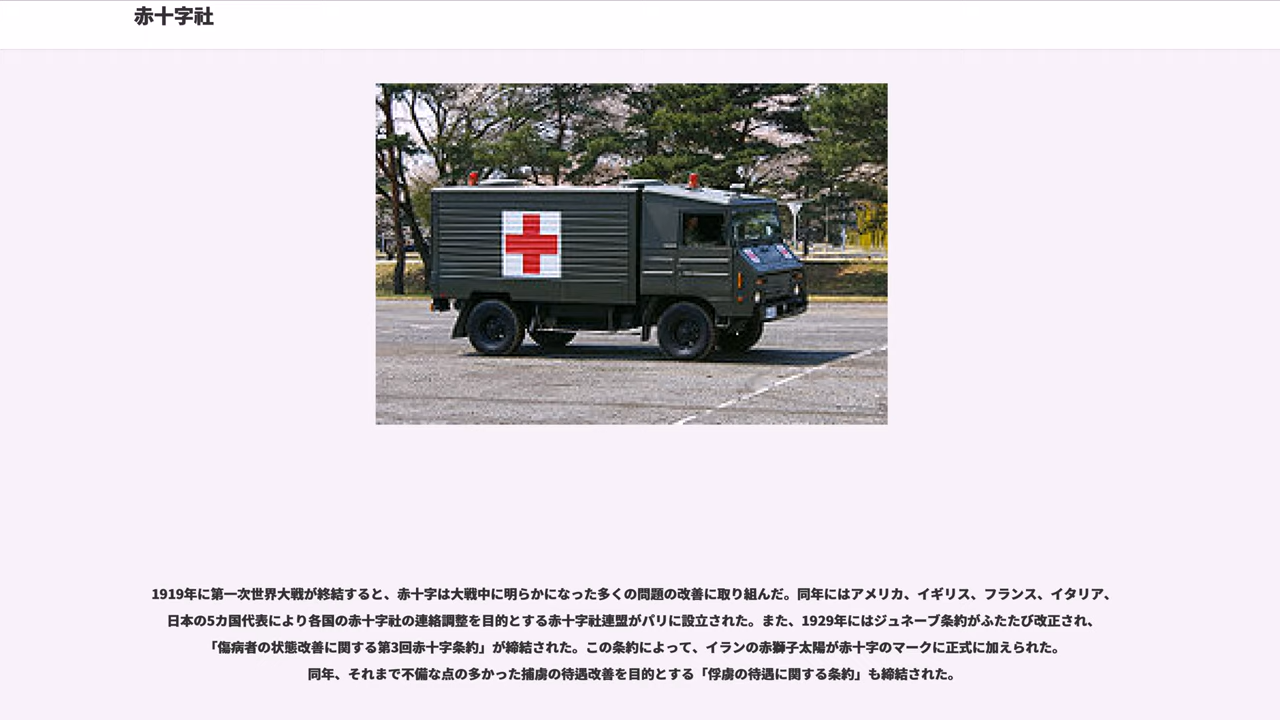 赤十字社
1919年に第一次世界大戦が終結すると、赤十字は大戦中に明らかになった多くの問題の改善に取り組んだ。同年にはアメリカ、イギリス、フランス、イタリア、
日本の5カ国代表により各国の赤十字社の連絡調整を目的とする赤十字社連盟がパリに設立された。また、1929年にはジュネーブ条約がふたたび改正され、
「傷病者の状態改善に関する第3回赤十字条約」が締結された。この条約によって、イランの赤獅子太陽が赤十字のマークに正式に加えられた。
同年、それまで不備な点の多かった捕虜の待遇改善を目的とする「俘虜の待遇に関する条約」も締結された。